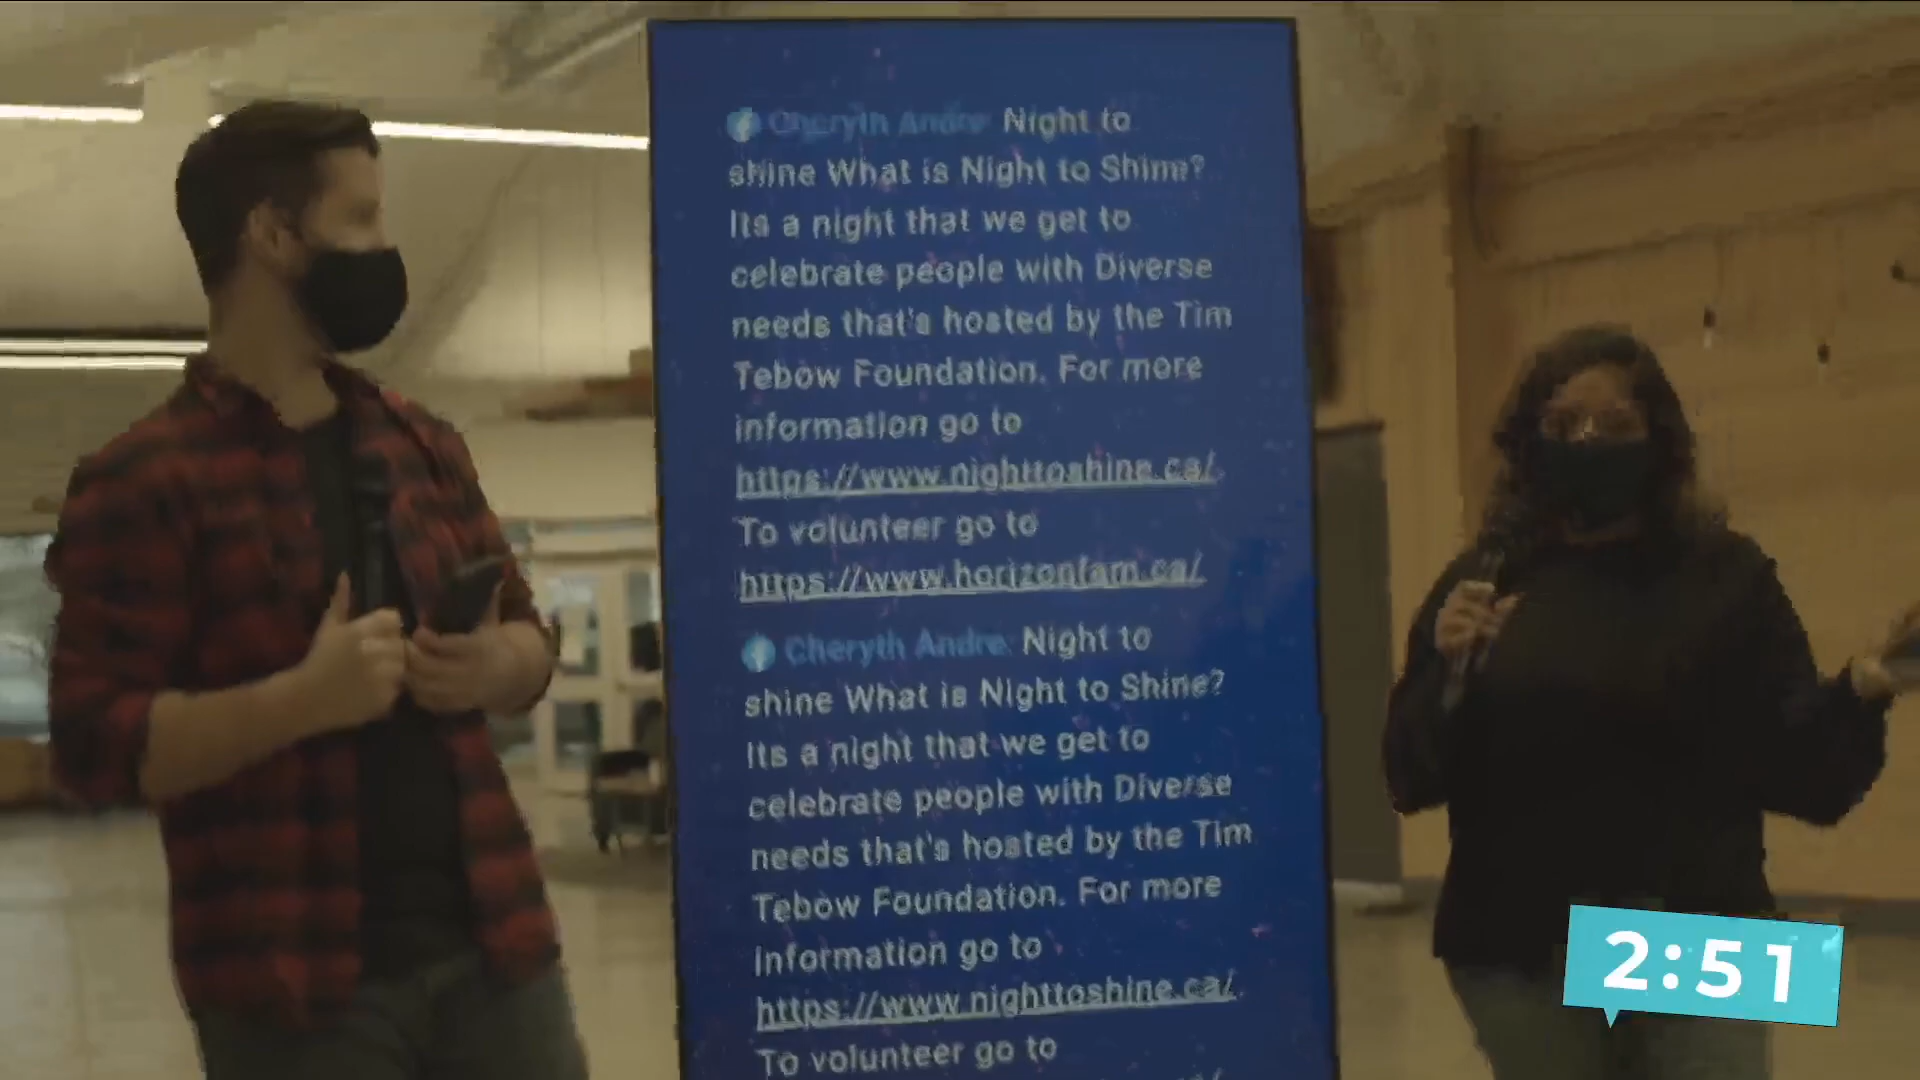 Cheryth Andre: Night to
shine What is Night to Shine?
Its a night that we get to
celebrate people with Diverse
needs that's hosted by the Tim
Tebow Foundation. For more
information go to
https://www.nighttoshine.ca/.
To volunteer go to
https://www.horizonfam.ca/
Cheryth Andre: Night to
shine What is Night to Shine?
Its a night that we get to
celebrate people with Diverse
needs that's hosted by the Tim
Tebow Foundation. For more
information go to
https://www.nighttoshine.ca/.
To volunteer go to
2:51